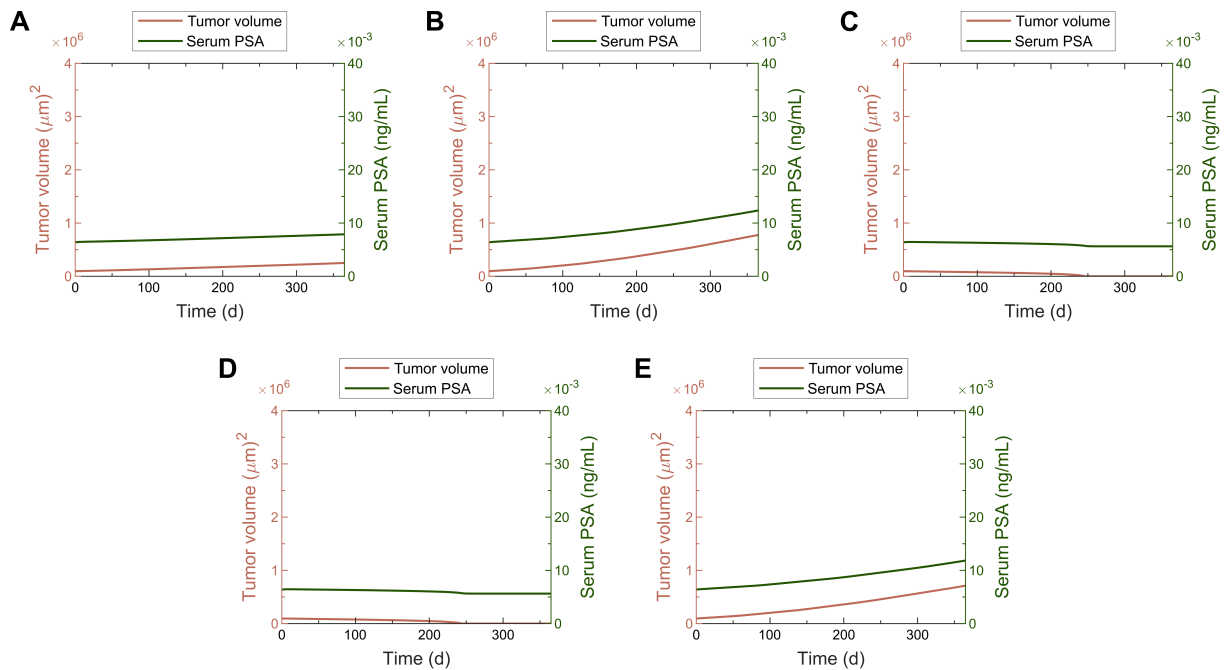 A
Tumor volume
Serum PSA
×10^6
×10^-3
Tumor volume (μm)^2
Serum PSA (ng/mL)
4
3
2
1
0
40
30
20
10
0
0 100 200 300
Time (d)
B
Tumor volume
Serum PSA
×10^6
×10^-3
Tumor volume (μm)^2
Serum PSA (ng/mL)
4
3
2
1
0
40
30
20
10
0
0 100 200 300
Time (d)
C
Tumor volume
Serum PSA
×10^6
×10^-3
Tumor volume (μm)^2
Serum PSA (ng/mL)
4
3
2
1
0
40
30
20
10
0
0 100 200 300
Time (d)
D
Tumor volume
Serum PSA
×10^6
×10^-3
Tumor volume (μm)^2
Serum PSA (ng/mL)
4
3
2
1
0
40
30
20
10
0
0 100 200 300
Time (d)
E
Tumor volume
Serum PSA
×10^6
×10^-3
Tumor volume (μm)^2
Serum PSA (ng/mL)
4
3
2
1
0
40
30
20
10
0
0 100 200 300
Time (d)